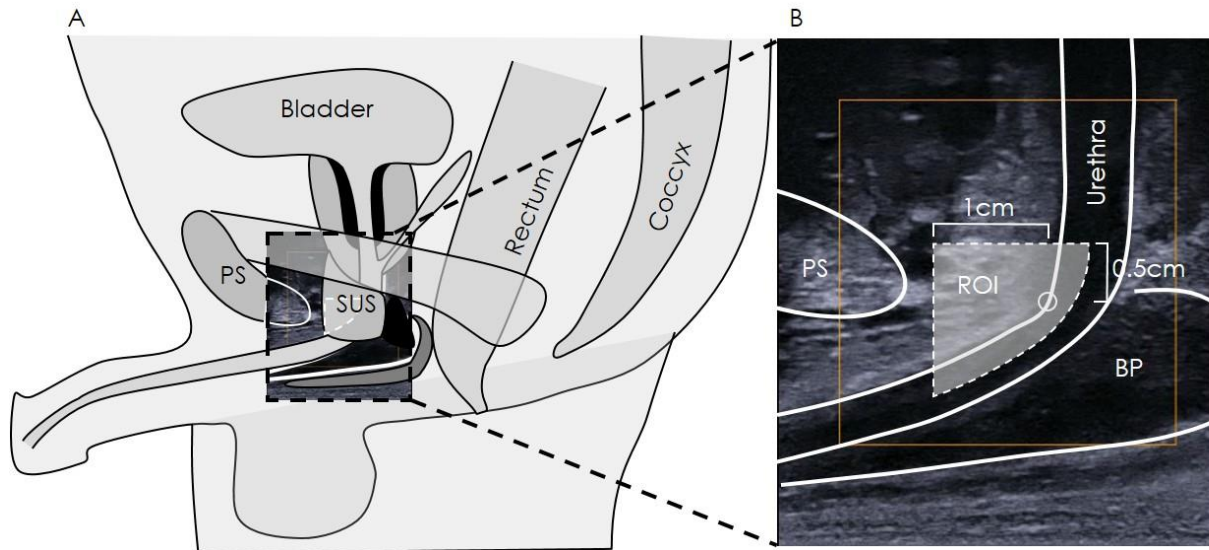 A
Bladder
PS
SUS
Rectum
Coccyx
B
1cm
Urethra
PS
ROI
0.5cm
BP